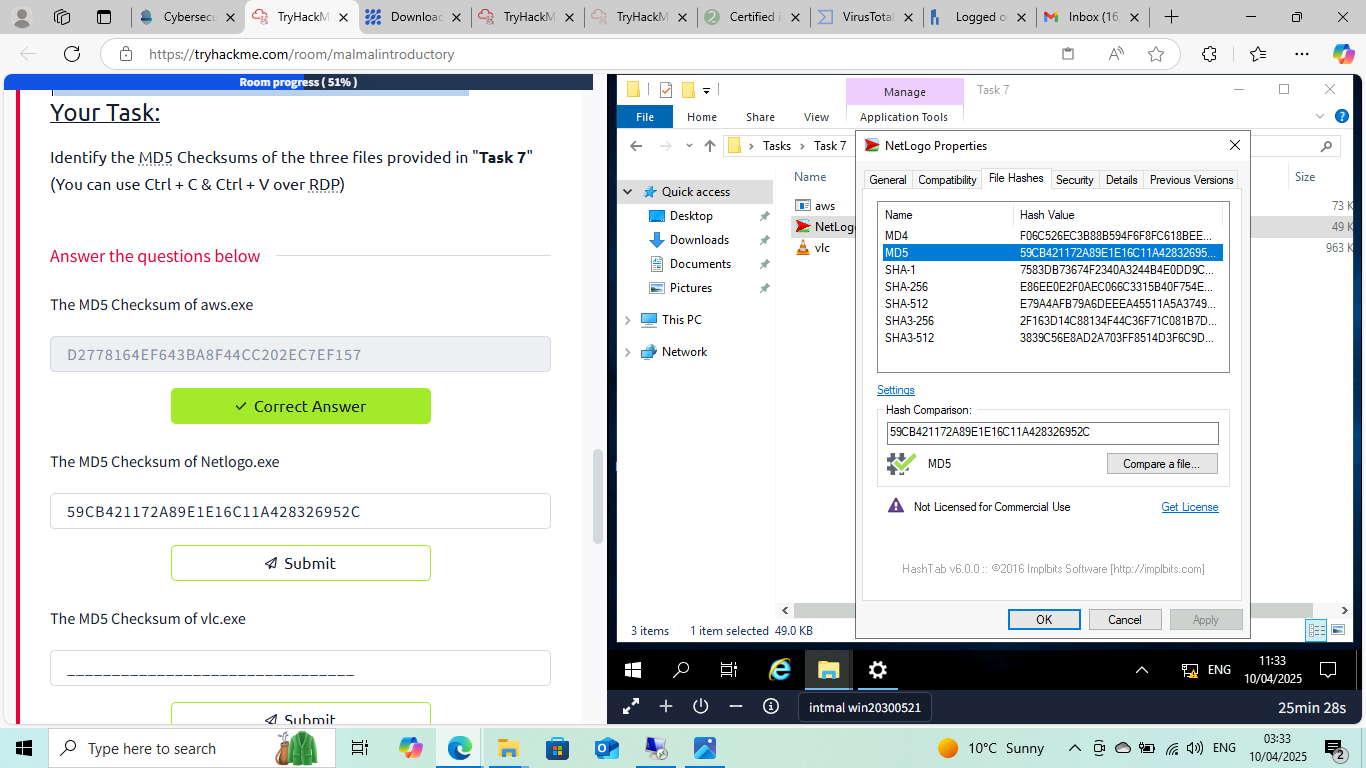 Cybersecu
TryHackM
Downloac
TryHackM
TryHackM
Certified i
VirusTotal
Logged o
Inbox (16,
https://tryhackme.com/room/malmalintroductory
Room progress ( 51% )
Your Task:
Identify the MD5 Checksums of the three files provided in "Task 7"
(You can use Ctrl + C & Ctrl + V over RDP)
Answer the questions below
The MD5 Checksum of aws.exe
D2778164EF643BA8F44CC202EC7EF157
Correct Answer
The MD5 Checksum of Netlogo.exe
59CB421172A89E1E16C11A428326952C
Submit
The MD5 Checksum of vlc.exe
________________________________
Submit
Manage
Task 7
File
Home
Share
View
Application Tools
Tasks
Task 7
Quick access
Desktop
Downloads
Documents
Pictures
This PC
Network
Name
Size
aws
73 K
NetLogo
49 K
vlc
963 K
3 items
1 item selected 49.0 KB
NetLogo Properties
General
Compatibility
File Hashes
Security
Details
Previous Versions
Name
Hash Value
MD4
F06C526EC3B88B594F6F8FC618BEE...
MD5
59CB421172A89E1E16C11A42832695...
SHA-1
7583DB73674F2340A3244B4E0DD9C...
SHA-256
E86EE0E2F0AEC066C3315B40F754E...
SHA-512
E79A4AFB79A6DEEEA45511A5A3749...
SHA3-256
2F163D14C88134F44C36F71C081B7D...
SHA3-512
3839C56E8AD2A703FF8514D3F6C9D...
Settings
Hash Comparison:
59CB421172A89E1E16C11A428326952C
MD5
Compare a file...
Not Licensed for Commercial Use
Get License
HashTab v6.0.0 :: ©2016 Implbits Software [http://implbits.com]
OK
Cancel
Apply
ENG
11:33
10/04/2025
intmal win20300521
25min 28s
Type here to search
10°C Sunny
ENG
03:33
10/04/2025
2